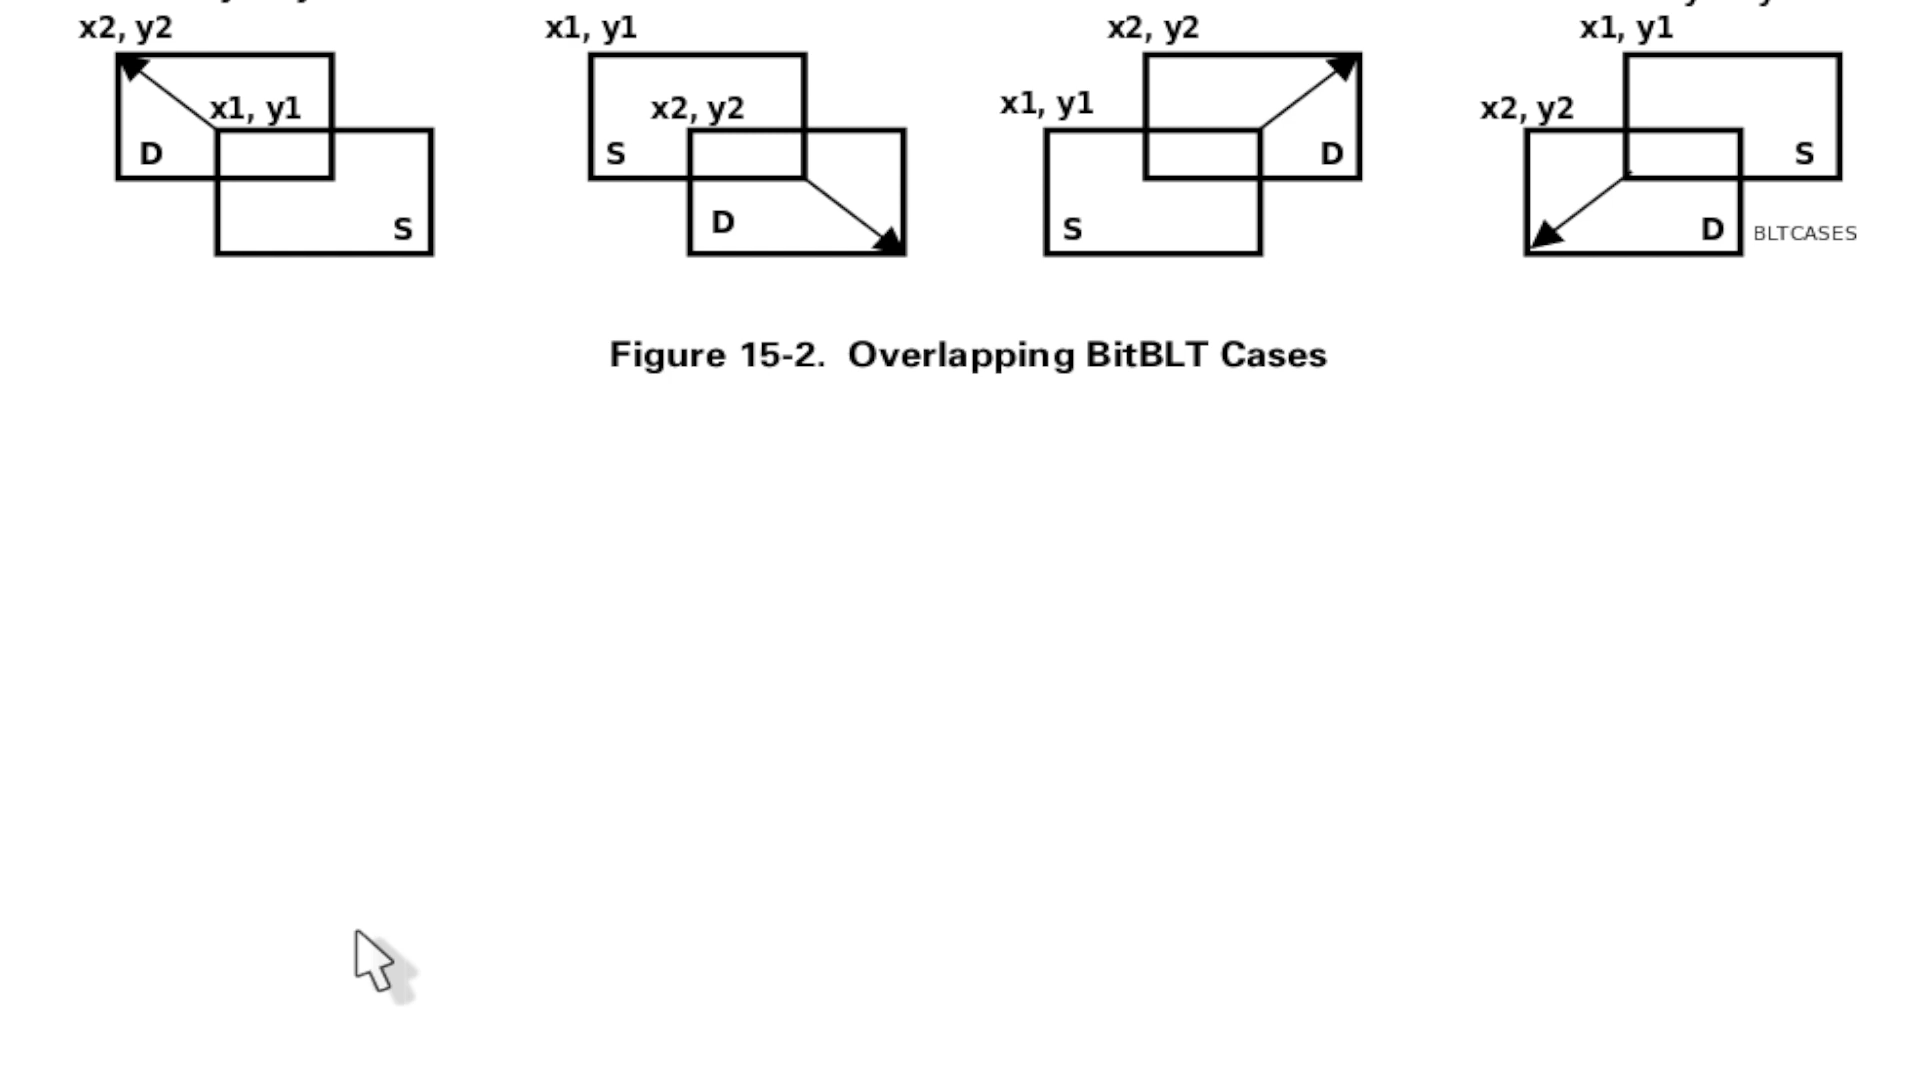 x2, y2
x1, y1
D
S
x1, y1
x2, y2
S
D
x2, y2
x1, y1
D
S
x1, y1
x2, y2
S
D
BLTCASES
Figure 15-2. Overlapping BitBLT Cases